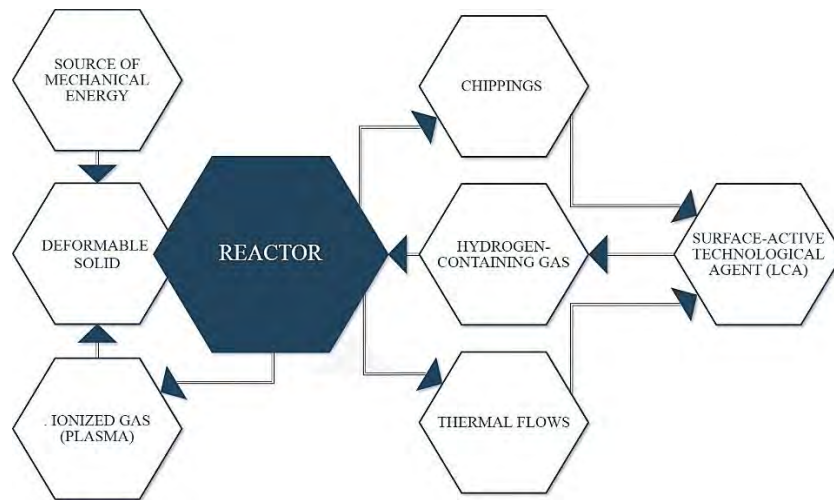 SOURCE OF
MECHANICAL
ENERGY
CHIPPINGS
DEFORMABLE
SOLID
REACTOR
HYDROGEN-
CONTAINING GAS
SURFACE-ACTIVE
TECHNOLOGICAL
AGENT (LCA)
. IONIZED GAS
(PLASMA)
THERMAL FLOWS